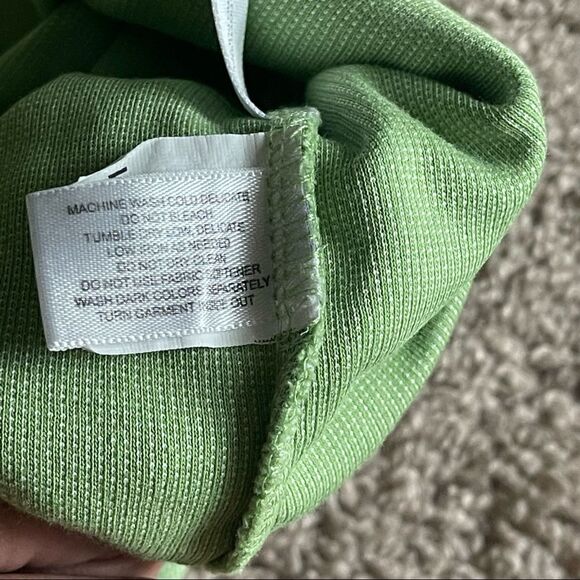 MACHINE WASH COLD DELICATE
DO NOT BLEACH
TUMBLE DRY LOW, DELICATE
LOW IRON AS NEEDED
DO NOT DRY CLEAN
DO NOT USE FABRIC SOFTENER
WASH DARK COLORS SEPARATELY
TURN GARMENT INSIDE OUT